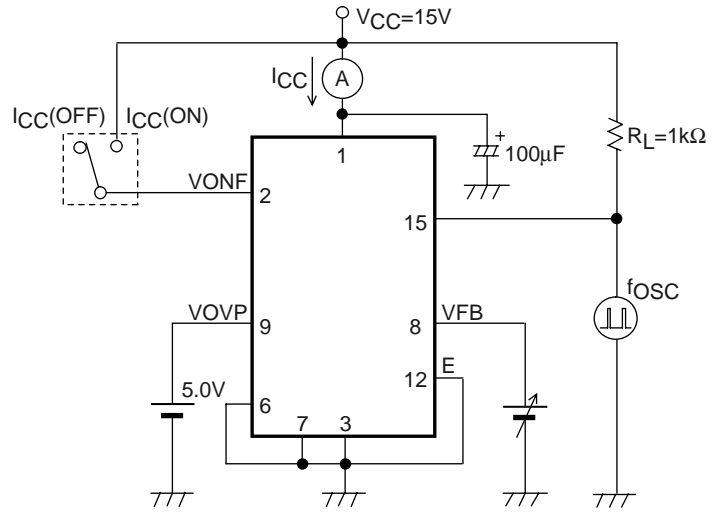 VCC=15V
ICC
A
ICC(OFF)
ICC(ON)
+
100μF
RL=1kΩ
1
VONF
2
15
fOSC
VOVP
9
8
VFB
5.0V
6
12
E
7
3